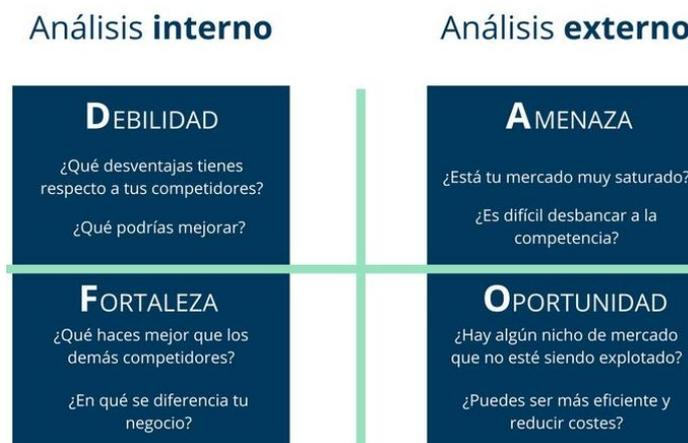 Análisis interno
Análisis externo
DEBILIDAD
¿Qué desventajas tienes
respecto a tus competidores?
¿Qué podrías mejorar?
AMENAZA
¿Está tu mercado muy saturado?
¿Es difícil desbancar a la
competencia?
FORTALEZA
¿Qué haces mejor que los
demás competidores?
¿En qué se diferencia tu
negocio?
OPORTUNIDAD
¿Hay algún nicho de mercado
que no esté siendo explotado?
¿Puedes ser más eficiente y
reducir costes?